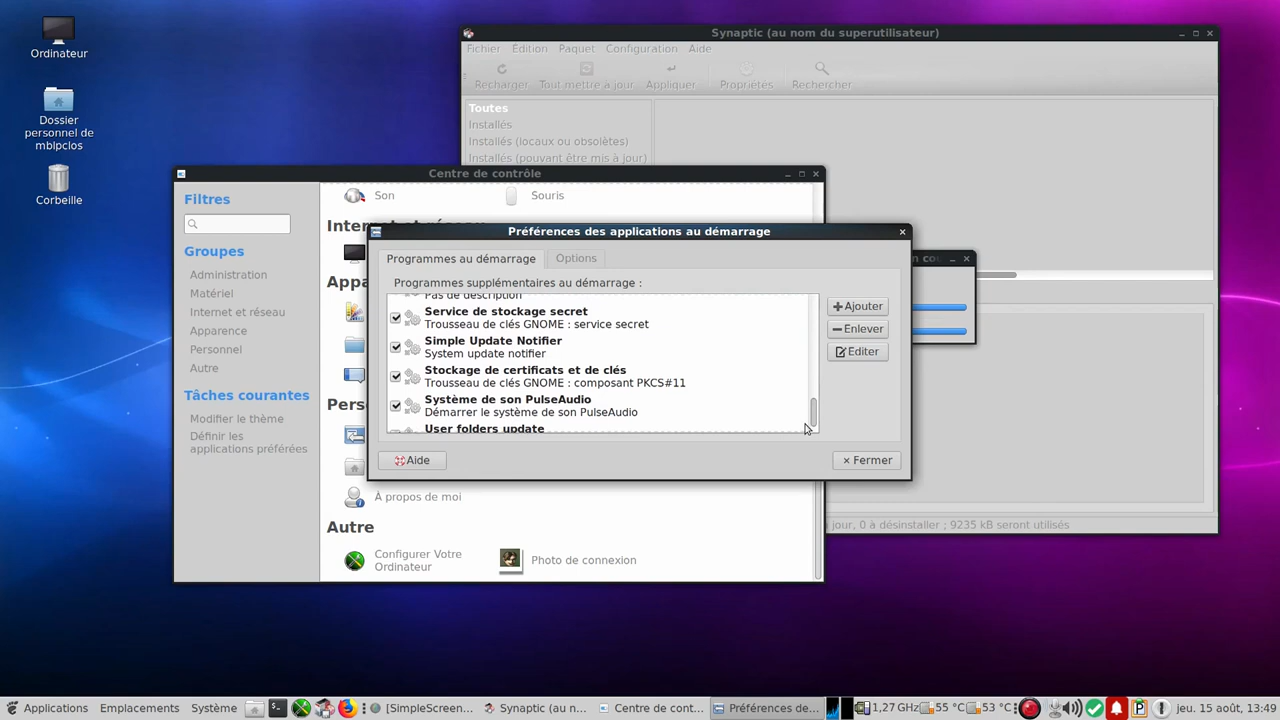 Ordinateur
Dossier
personnel de
mblpclos
Corbeille
Synaptic (au nom du superutilisateur)
Fichier Édition Paquet Configuration Aide
Recharger Tout mettre à jour Appliquer Propriétés Rechercher
Toutes
Installés
Installés (locaux ou obsolètes)
Installés (pouvant être mis à jour)
Centre de contrôle
Filtres
Groupes
Administration
Matériel
Internet et réseau
Apparence
Personnel
Autre
Tâches courantes
Modifier le thème
Définir les
applications préférées
Son Souris
Internet et réseau
Appa
Pers
À propos de moi
Autre
Configurer Votre
Ordinateur
Photo de connexion
Préférences des applications au démarrage
Programmes au démarrage Options
Programmes supplémentaires au démarrage :
Pas de description
Service de stockage secret
Trousseau de clés GNOME : service secret
Simple Update Notifier
System update notifier
Stockage de certificats et de clés
Trousseau de clés GNOME : composant PKCS#11
Système de son PulseAudio
Démarrer le système de son PulseAudio
User folders update
Ajouter
Enlever
Editer
Aide
Fermer
n cou
jour, 0 à désinstaller ; 9235 kB seront utilisés
Applications Emplacements Système [SimpleScreen... Synaptic (au n... Centre de cont... Préférences de... 1,27 GHz 55 °C 53 °C jeu. 15 août, 13:49